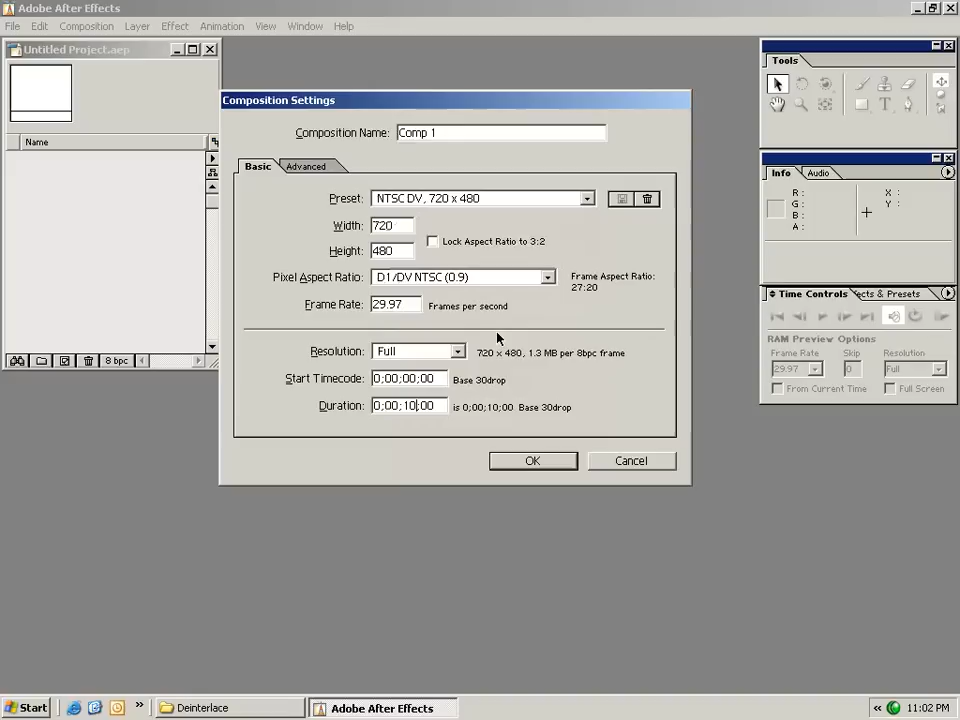 Adobe After Effects
File Edit Composition Layer Effect Animation View Window Help
Untitled Project.aep
Name
8 bpc
Composition Settings
Composition Name: Comp 1
Basic Advanced
Preset: NTSC DV, 720 x 480
Width: 720
Lock Aspect Ratio to 3:2
Height: 480
Pixel Aspect Ratio: D1/DV NTSC (0.9)
Frame Aspect Ratio:
27:20
Frame Rate: 29.97 Frames per second
Resolution: Full 720 x 480, 1.3 MB per 8bpc frame
Start Timecode: 0;00;00;00 Base 30drop
Duration: 0;00;10;00 is 0;00;10;00 Base 30drop
OK Cancel
Tools
T
Info Audio
R :
G :
B :
A :
X :
Y :
Time Controls fects & Presets
RAM Preview Options
Frame Rate Skip Resolution
29.97 0 Full
From Current Time Full Screen
Start Deinterlace Adobe After Effects 11:02 PM